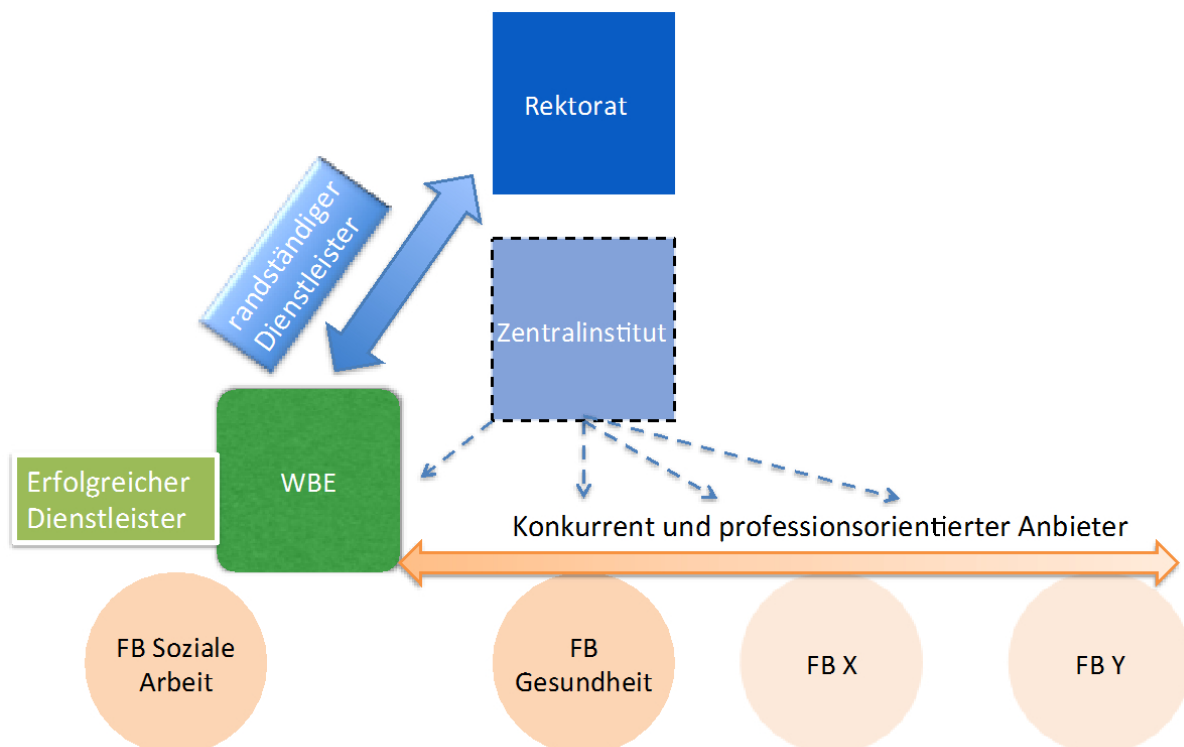 Rektorat
randständiger
Dienstleister
Zentralinstitut
Erfolgreicher
Dienstleister
WBE
Konkurrent und professionsorientierter Anbieter
FB Soziale
Arbeit
FB
Gesundheit
FB X
FB Y